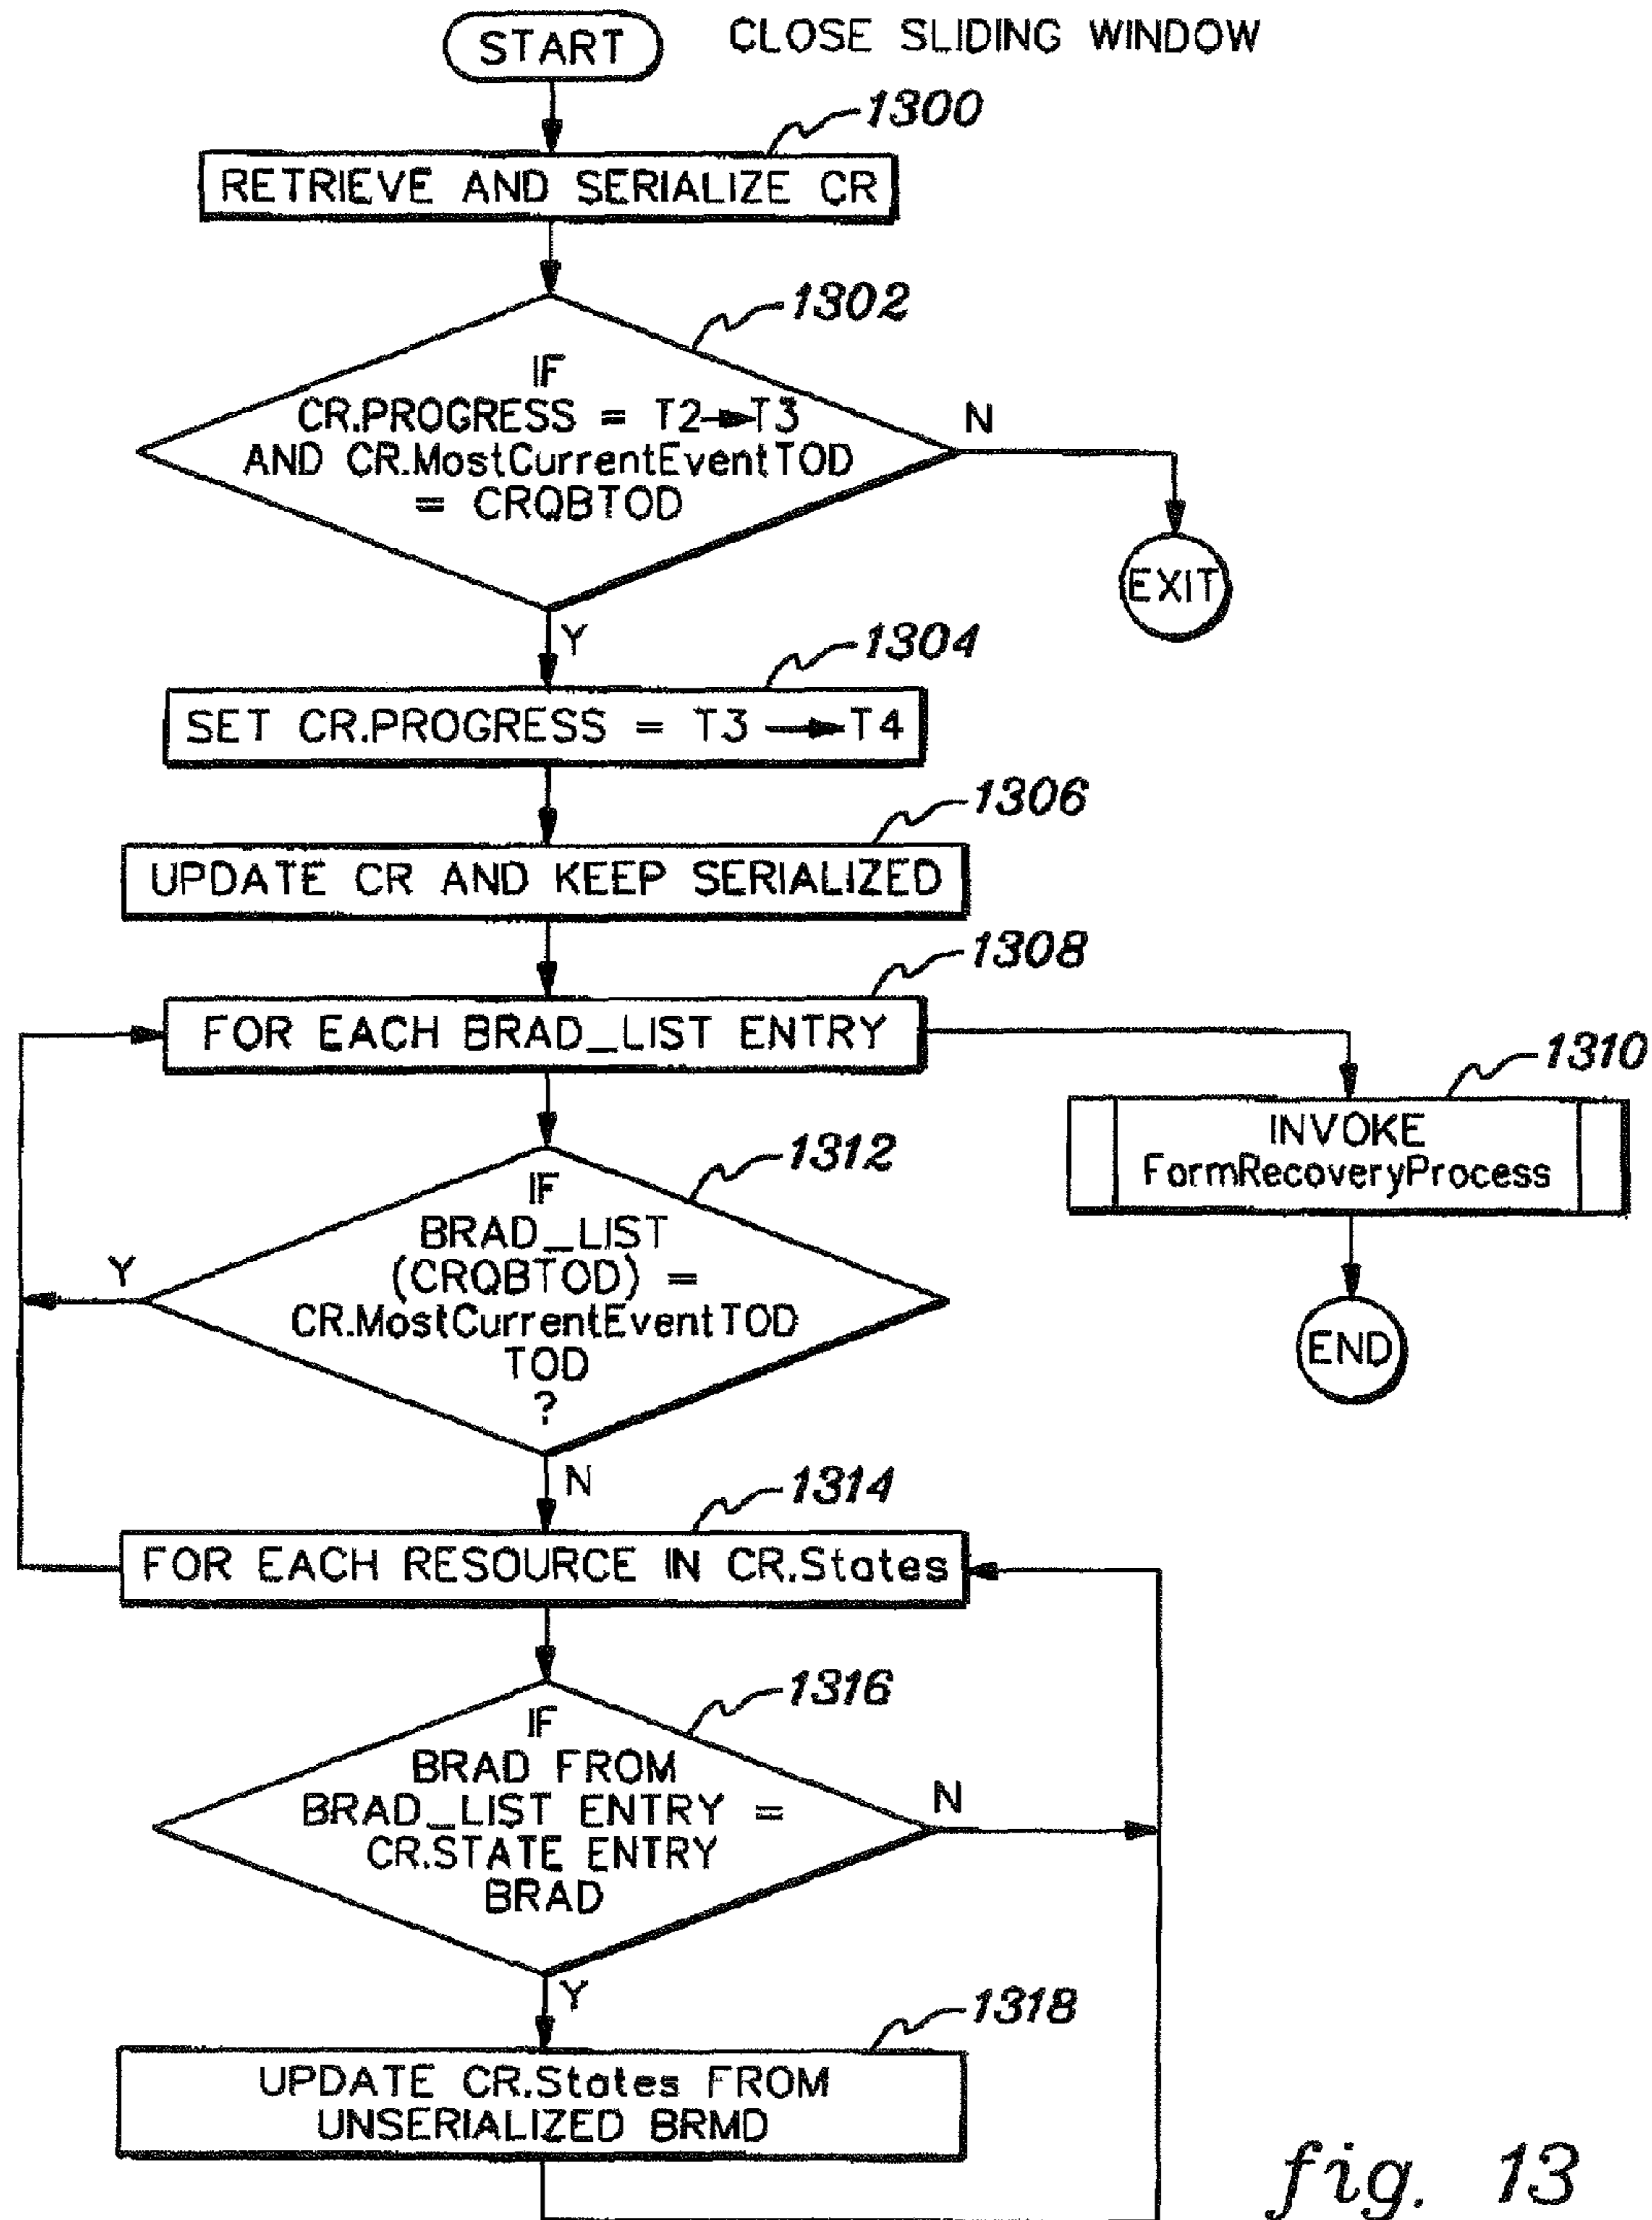 START
CLOSE SLIDING WINDOW
1300
RETRIEVE AND SERIALIZE CR
1302
IF
CR.PROGRESS = T2→T3
AND CR.MostCurrentEventTOD
= CRQBTOD
N
EXIT
Y
1304
SET CR.PROGRESS = T3 → T4
1306
UPDATE CR AND KEEP SERIALIZED
1308
FOR EACH BRAD_LIST ENTRY
1310
INVOKE
FormRecoveryProcess
END
1312
IF
BRAD_LIST
(CRQBTOD) =
CR.MostCurrentEventTOD
TOD
?
Y
N
1314
FOR EACH RESOURCE IN CR.States
1316
IF
BRAD FROM
BRAD_LIST ENTRY =
CR.STATE ENTRY
BRAD
N
Y
1318
UPDATE CR.States FROM
UNSERIALIZED BRMD
fig. 13